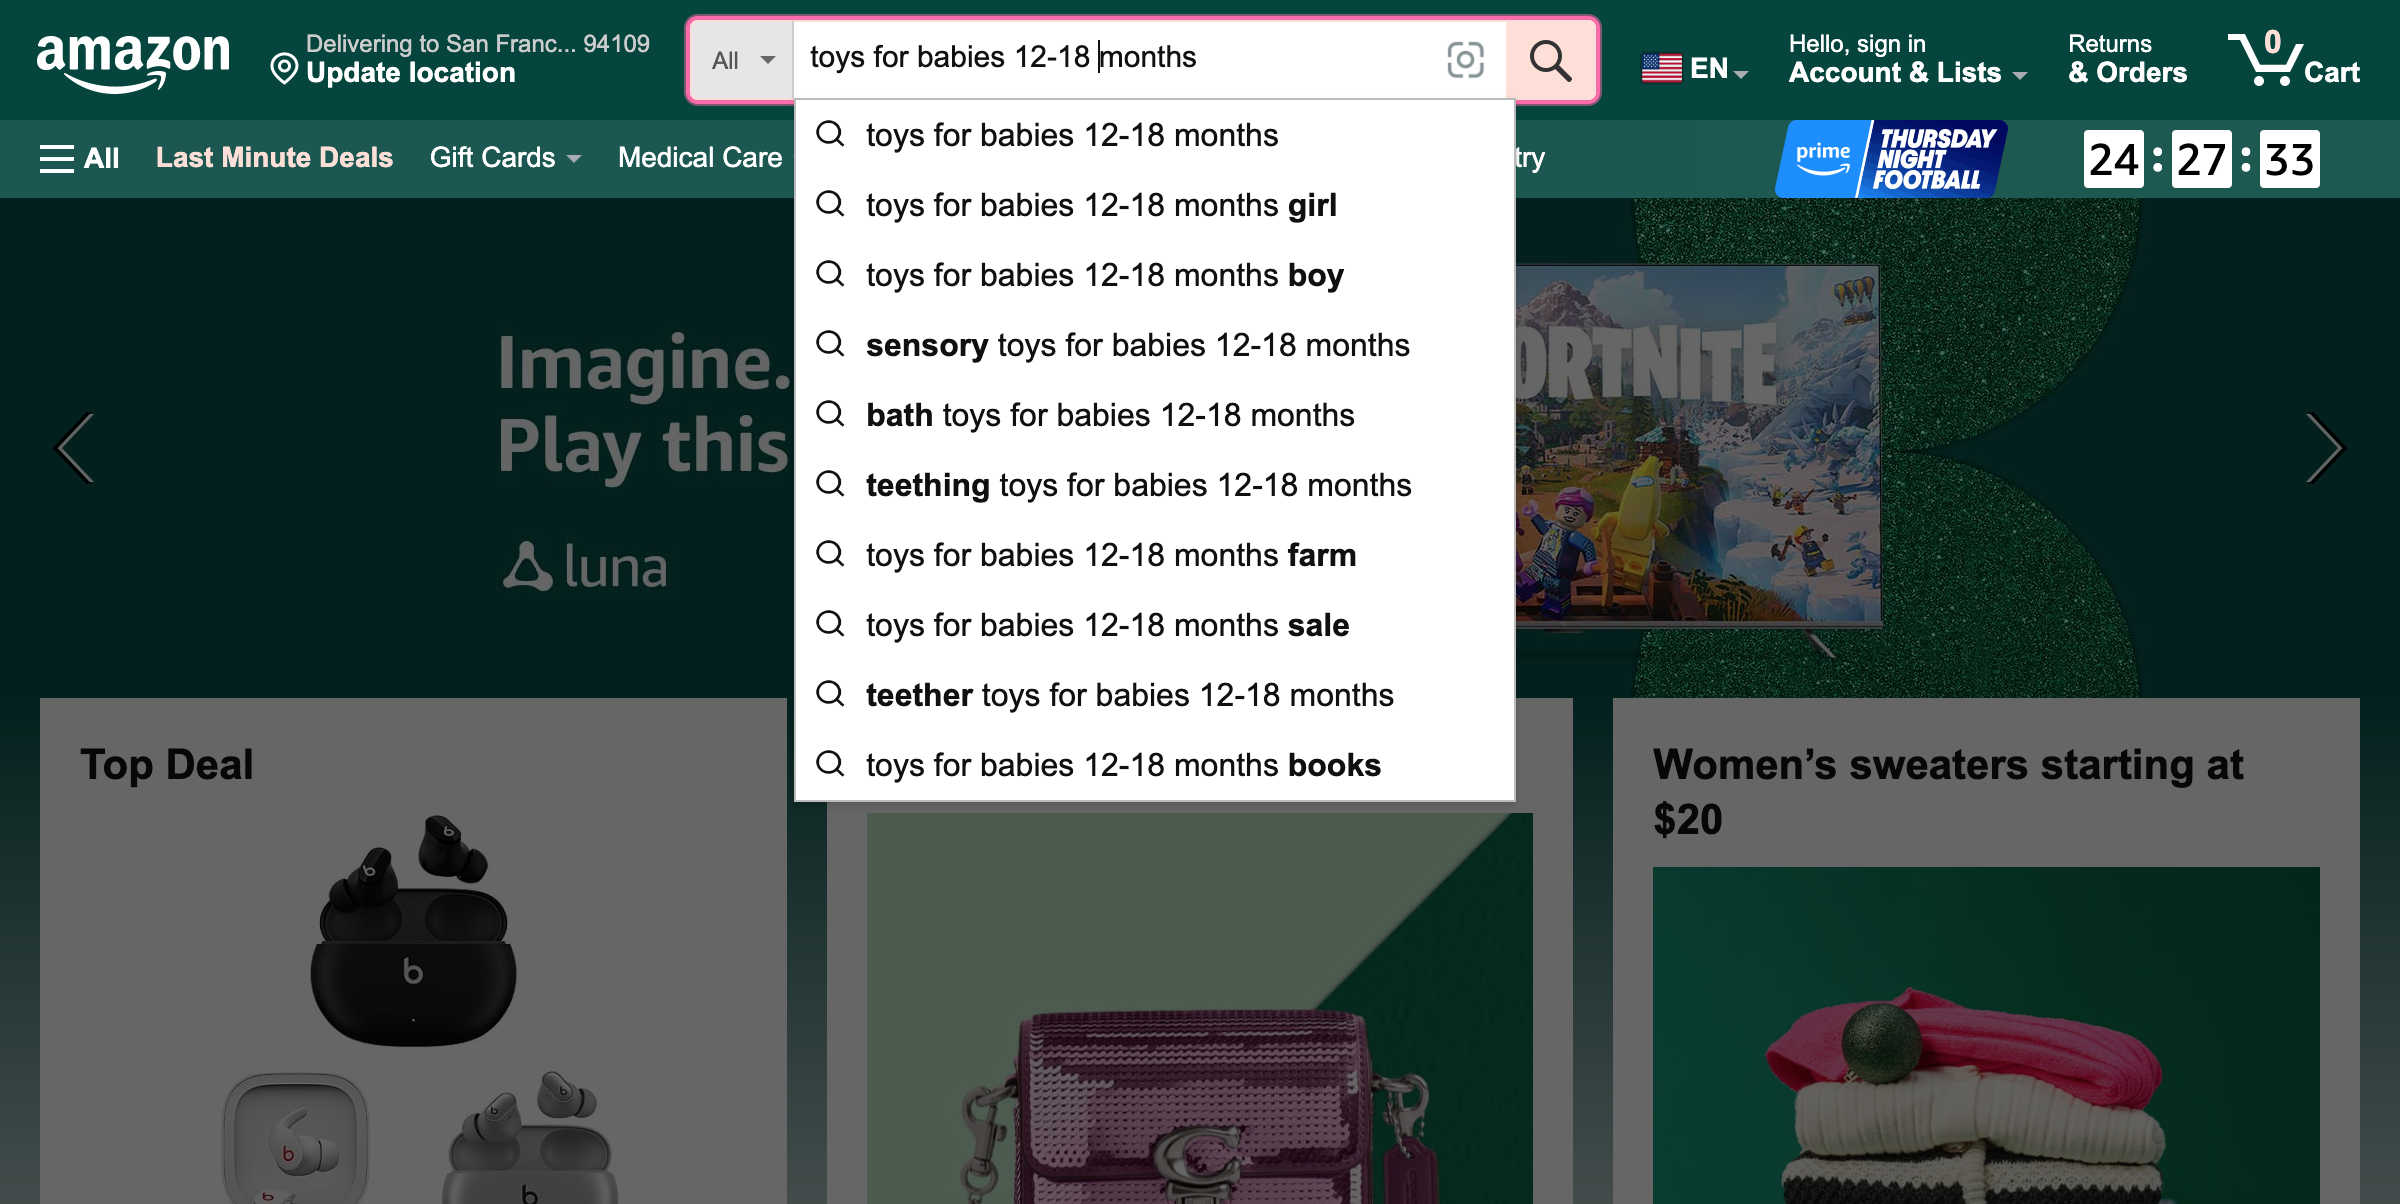 amazon
Delivering to San Franc... 94109
Update location
All
toys for babies 12-18 months
EN
Hello, sign in
Account & Lists
Returns
& Orders
0
Cart
All
Last Minute Deals
Gift Cards
Medical Care
try
prime
THURSDAY
NIGHT
FOOTBALL
24 : 27 : 33
toys for babies 12-18 months
toys for babies 12-18 months girl
toys for babies 12-18 months boy
sensory toys for babies 12-18 months
bath toys for babies 12-18 months
teething toys for babies 12-18 months
toys for babies 12-18 months farm
toys for babies 12-18 months sale
teether toys for babies 12-18 months
toys for babies 12-18 months books
Imagine.
Play this
luna
ORTNITE
Top Deal
Women’s sweaters starting at
$20